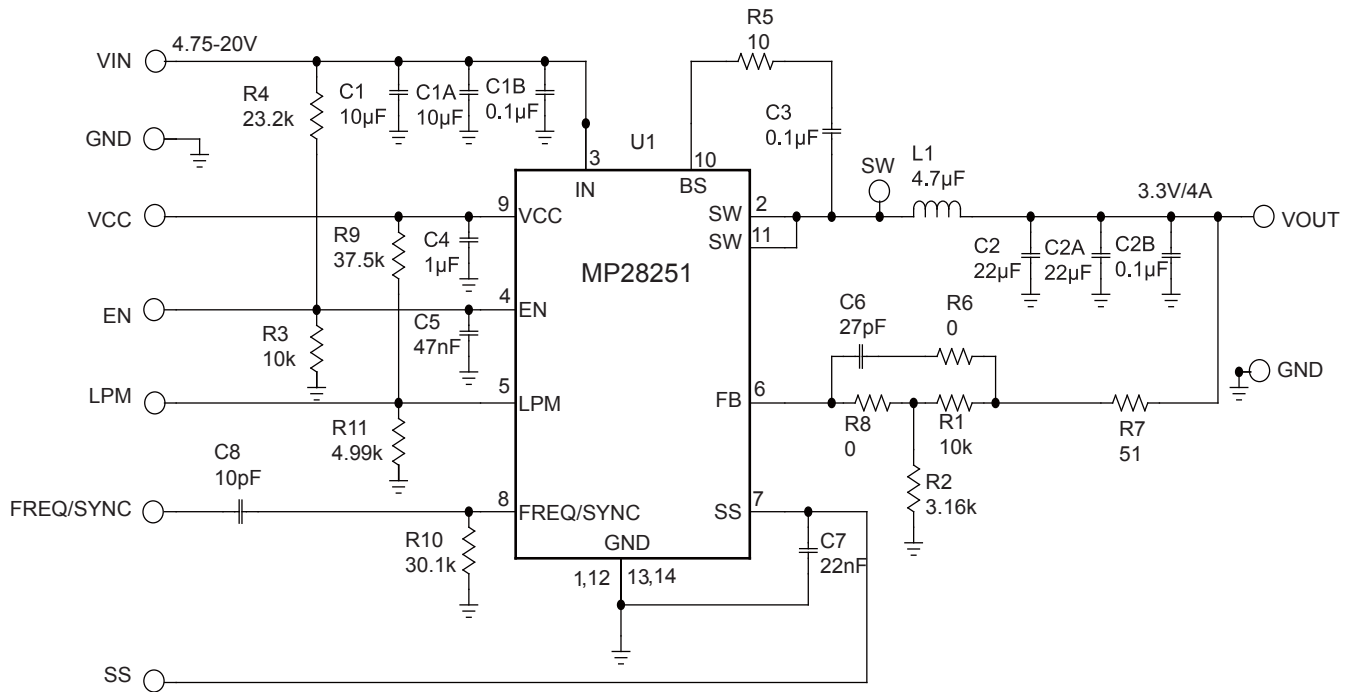 R5
10
VIN
4.75-20V
R4
23.2k
C1
10µF
C1A
10µF
C1B
0.1µF
C3
0.1µF
GND
U1
3
10
IN
BS
SW
L1
4.7µF
3.3V/4A
VCC
9
VCC
SW
2
SW
11
VOUT
R9
37.5k
C4
1µF
MP28251
C2
22µF
C2A
22µF
C2B
0.1µF
EN
4
EN
R3
10k
C5
47nF
C6
27pF
R6
0
GND
LPM
5
LPM
FB
6
R8
0
R1
10k
R7
51
R11
4.99k
C8
10pF
R2
3.16k
FREQ/SYNC
8
FREQ/SYNC
SS
7
R10
30.1k
GND
C7
22nF
1,12
13,14
SS